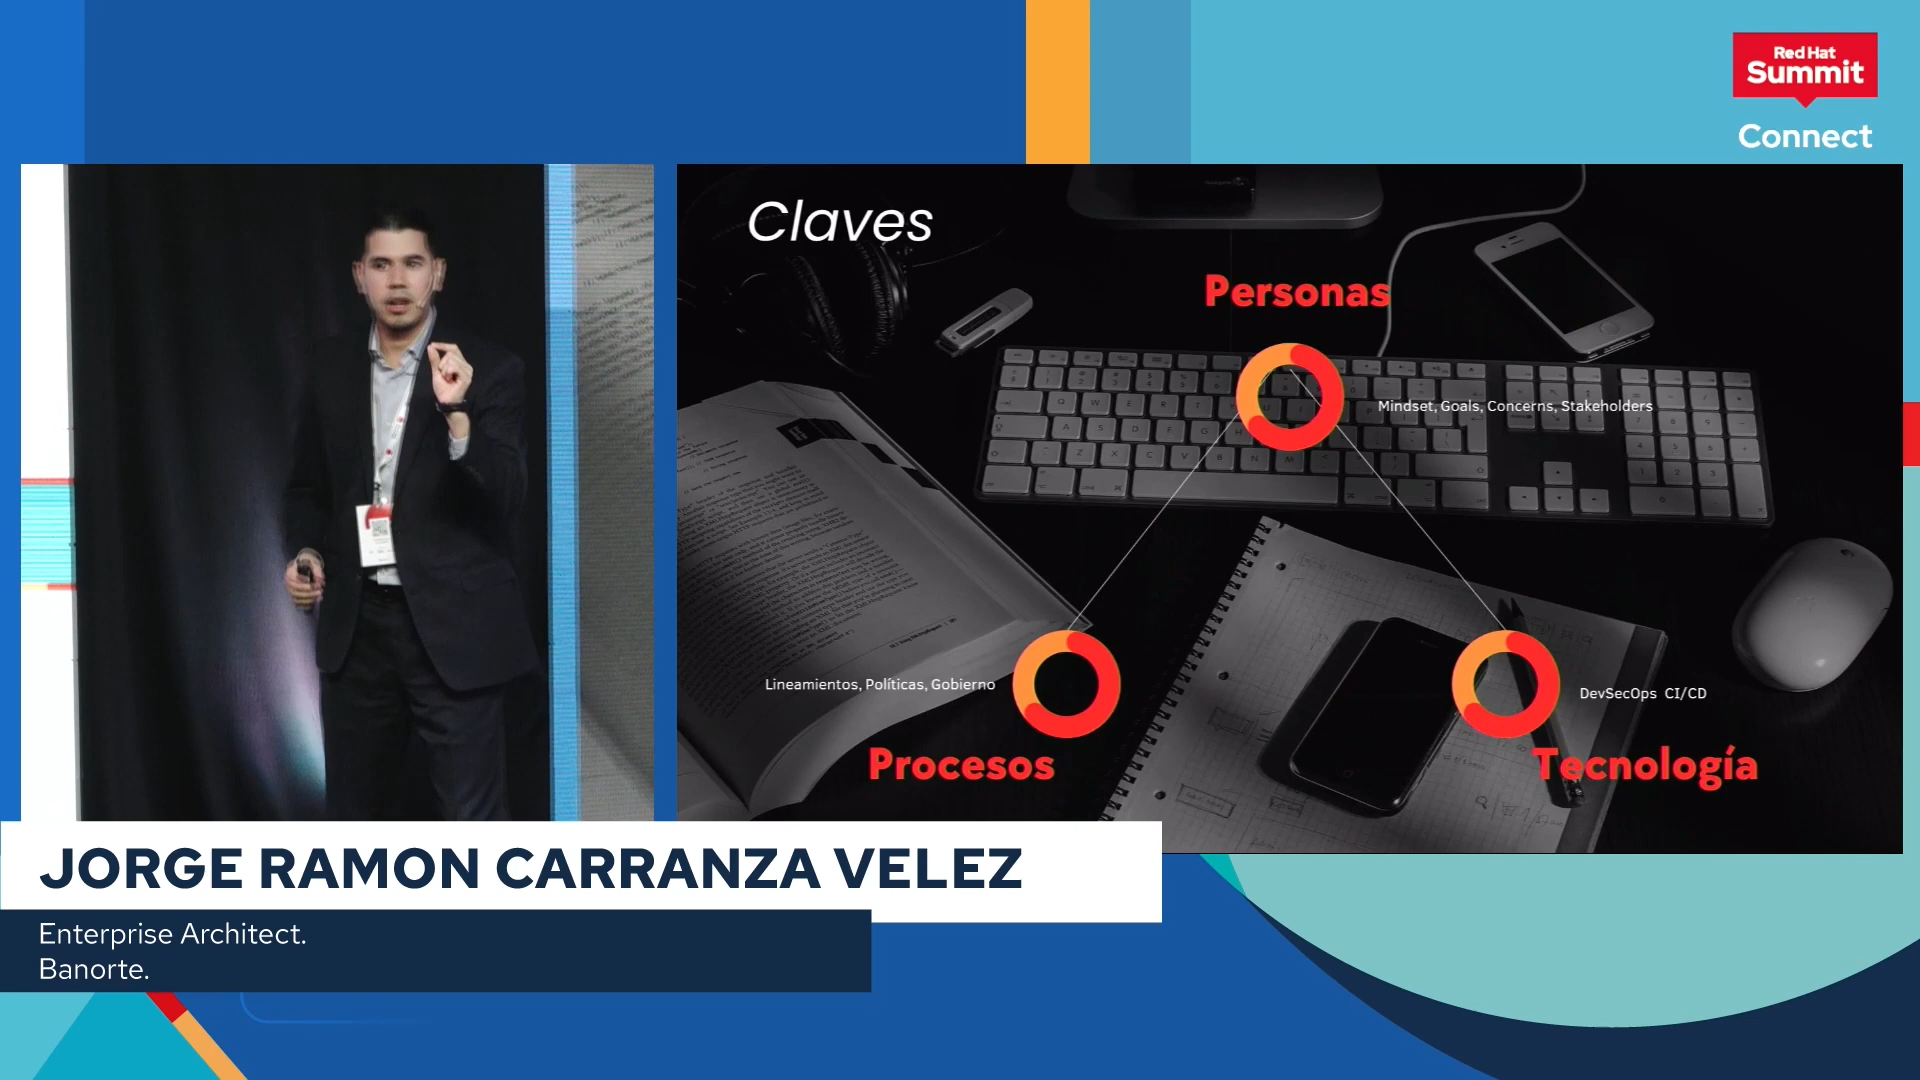 Red Hat
Summit
Connect
Claves
Personas
Mindset, Goals, Concerns, Stakeholders
Lineamientos, Políticas, Gobierno
DevSecOps CI/CD
Procesos
Tecnología
JORGE RAMON CARRANZA VELEZ
Enterprise Architect.
Banorte.